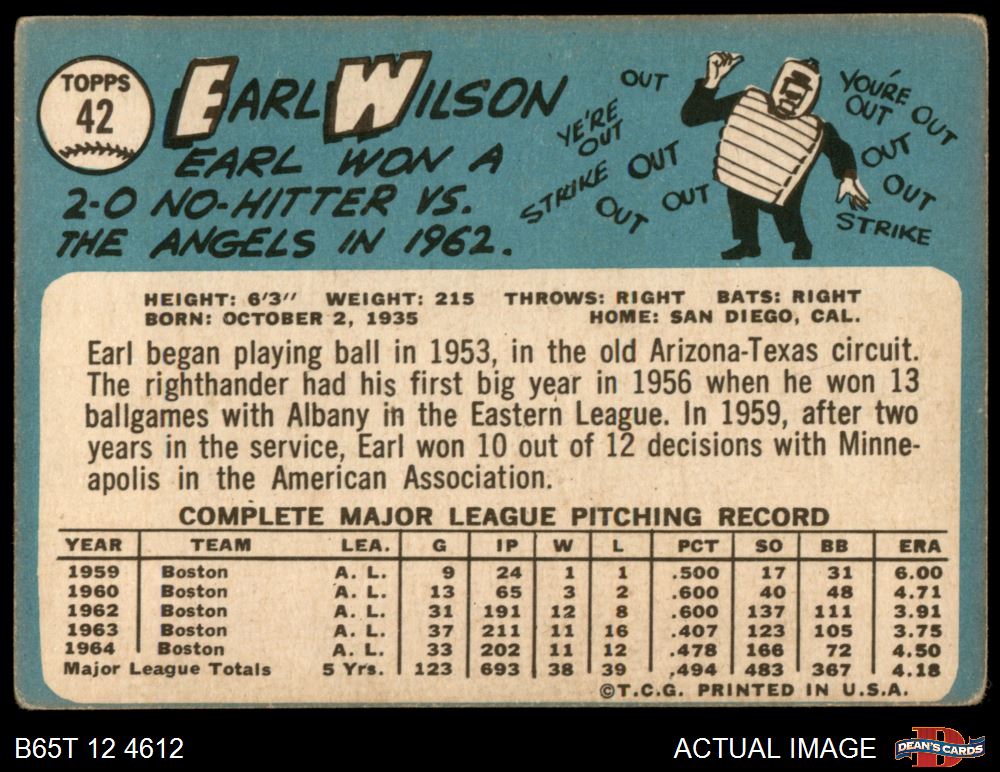 TOPPS
42
EARL WILSON
EARL WON A
2-0 NO-HITTER VS.
THE ANGELS IN 1962.
OUT
YE'RE
OUT
STRIKE OUT
OUT OUT
YOU'RE
OUT OUT
OUT
OUT
STRIKE
HEIGHT: 6'3" WEIGHT: 215 THROWS: RIGHT BATS: RIGHT
BORN: OCTOBER 2, 1935 HOME: SAN DIEGO, CAL.
Earl began playing ball in 1953, in the old Arizona-Texas circuit.
The righthander had his first big year in 1956 when he won 13
ballgames with Albany in the Eastern League. In 1959, after two
years in the service, Earl won 10 out of 12 decisions with Minne-
apolis in the American Association.
COMPLETE MAJOR LEAGUE PITCHING RECORD
YEAR TEAM LEA. G IP W L PCT SO BB ERA
1959 Boston A. L. 9 24 1 1 .500 17 31 6.00
1960 Boston A. L. 13 65 3 2 .600 40 48 4.71
1962 Boston A. L. 31 191 12 8 .600 137 111 3.91
1963 Boston A. L. 37 211 11 16 .407 123 105 3.75
1964 Boston A. L. 33 202 11 12 .478 166 72 4.50
Major League Totals 5 Yrs. 123 693 38 39 .494 483 367 4.18
©T.C.G. PRINTED IN U.S.A.
B65T 12 4612
ACTUAL IMAGE
D
DEAN'S CARDS